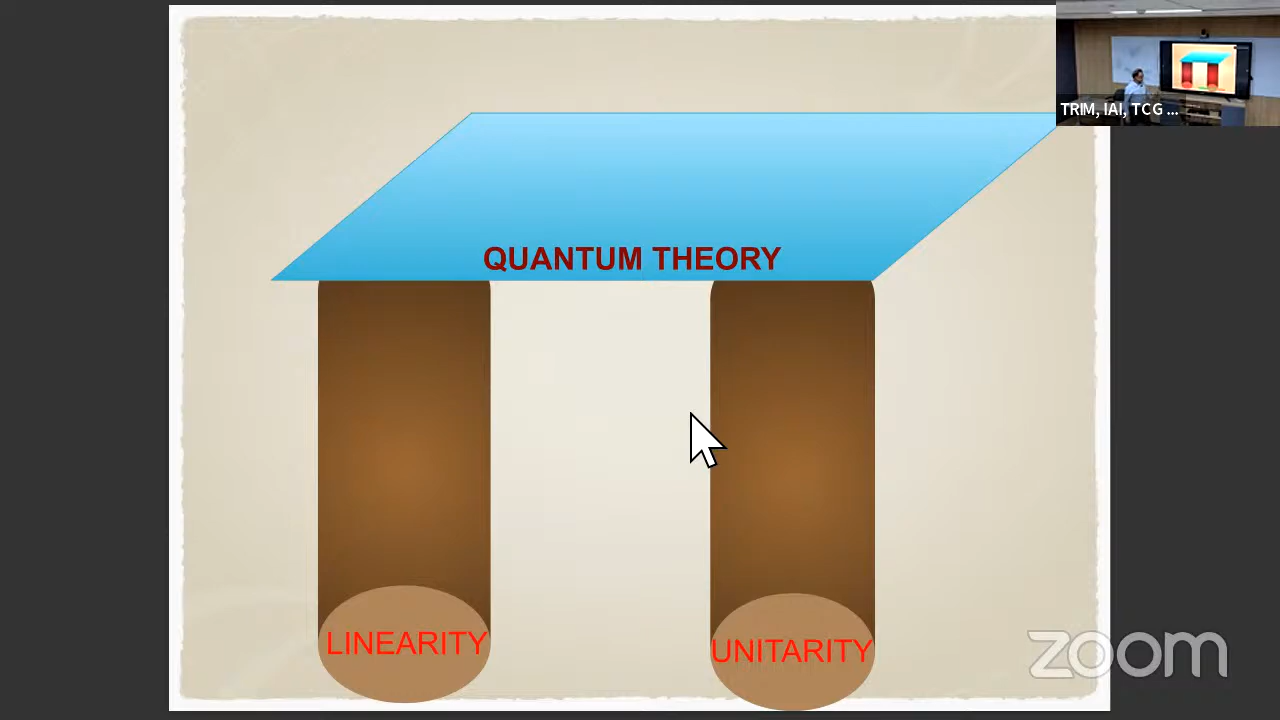 TRIM, IAI, TCG ...
QUANTUM THEORY
LINEARITY
UNITARITY
zoom